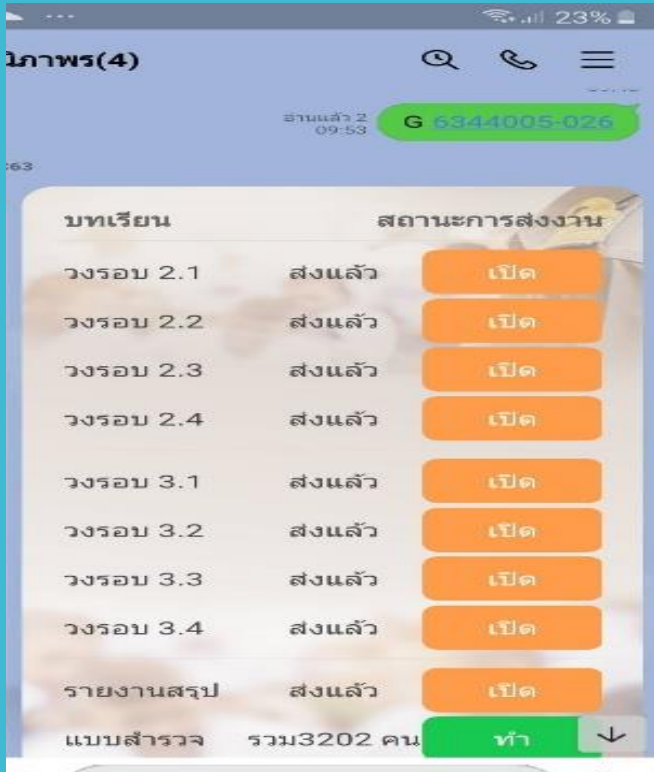 ... 23%
นิภาพร(4)
อ่านแล้ว 2
09:53
G 6344005-026
:63
บทเรียน สถานะการส่งงาน
วงรอบ 2.1 ส่งแล้ว เปิด
วงรอบ 2.2 ส่งแล้ว เปิด
วงรอบ 2.3 ส่งแล้ว เปิด
วงรอบ 2.4 ส่งแล้ว เปิด
วงรอบ 3.1 ส่งแล้ว เปิด
วงรอบ 3.2 ส่งแล้ว เปิด
วงรอบ 3.3 ส่งแล้ว เปิด
วงรอบ 3.4 ส่งแล้ว เปิด
รายงานสรุป ส่งแล้ว เปิด
แบบสำรวจ รวม3202 คน ทำ